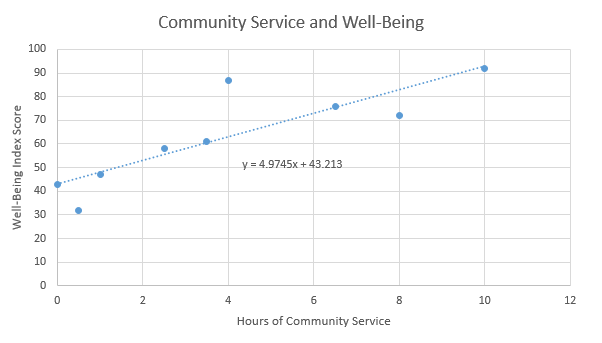 Community Service and Well-Being
100
90
80
70
60
50
40
30
20
10
0
Well-Being Index Score
y = 4.9745x + 43.213
0 2 4 6 8 10 12
Hours of Community Service